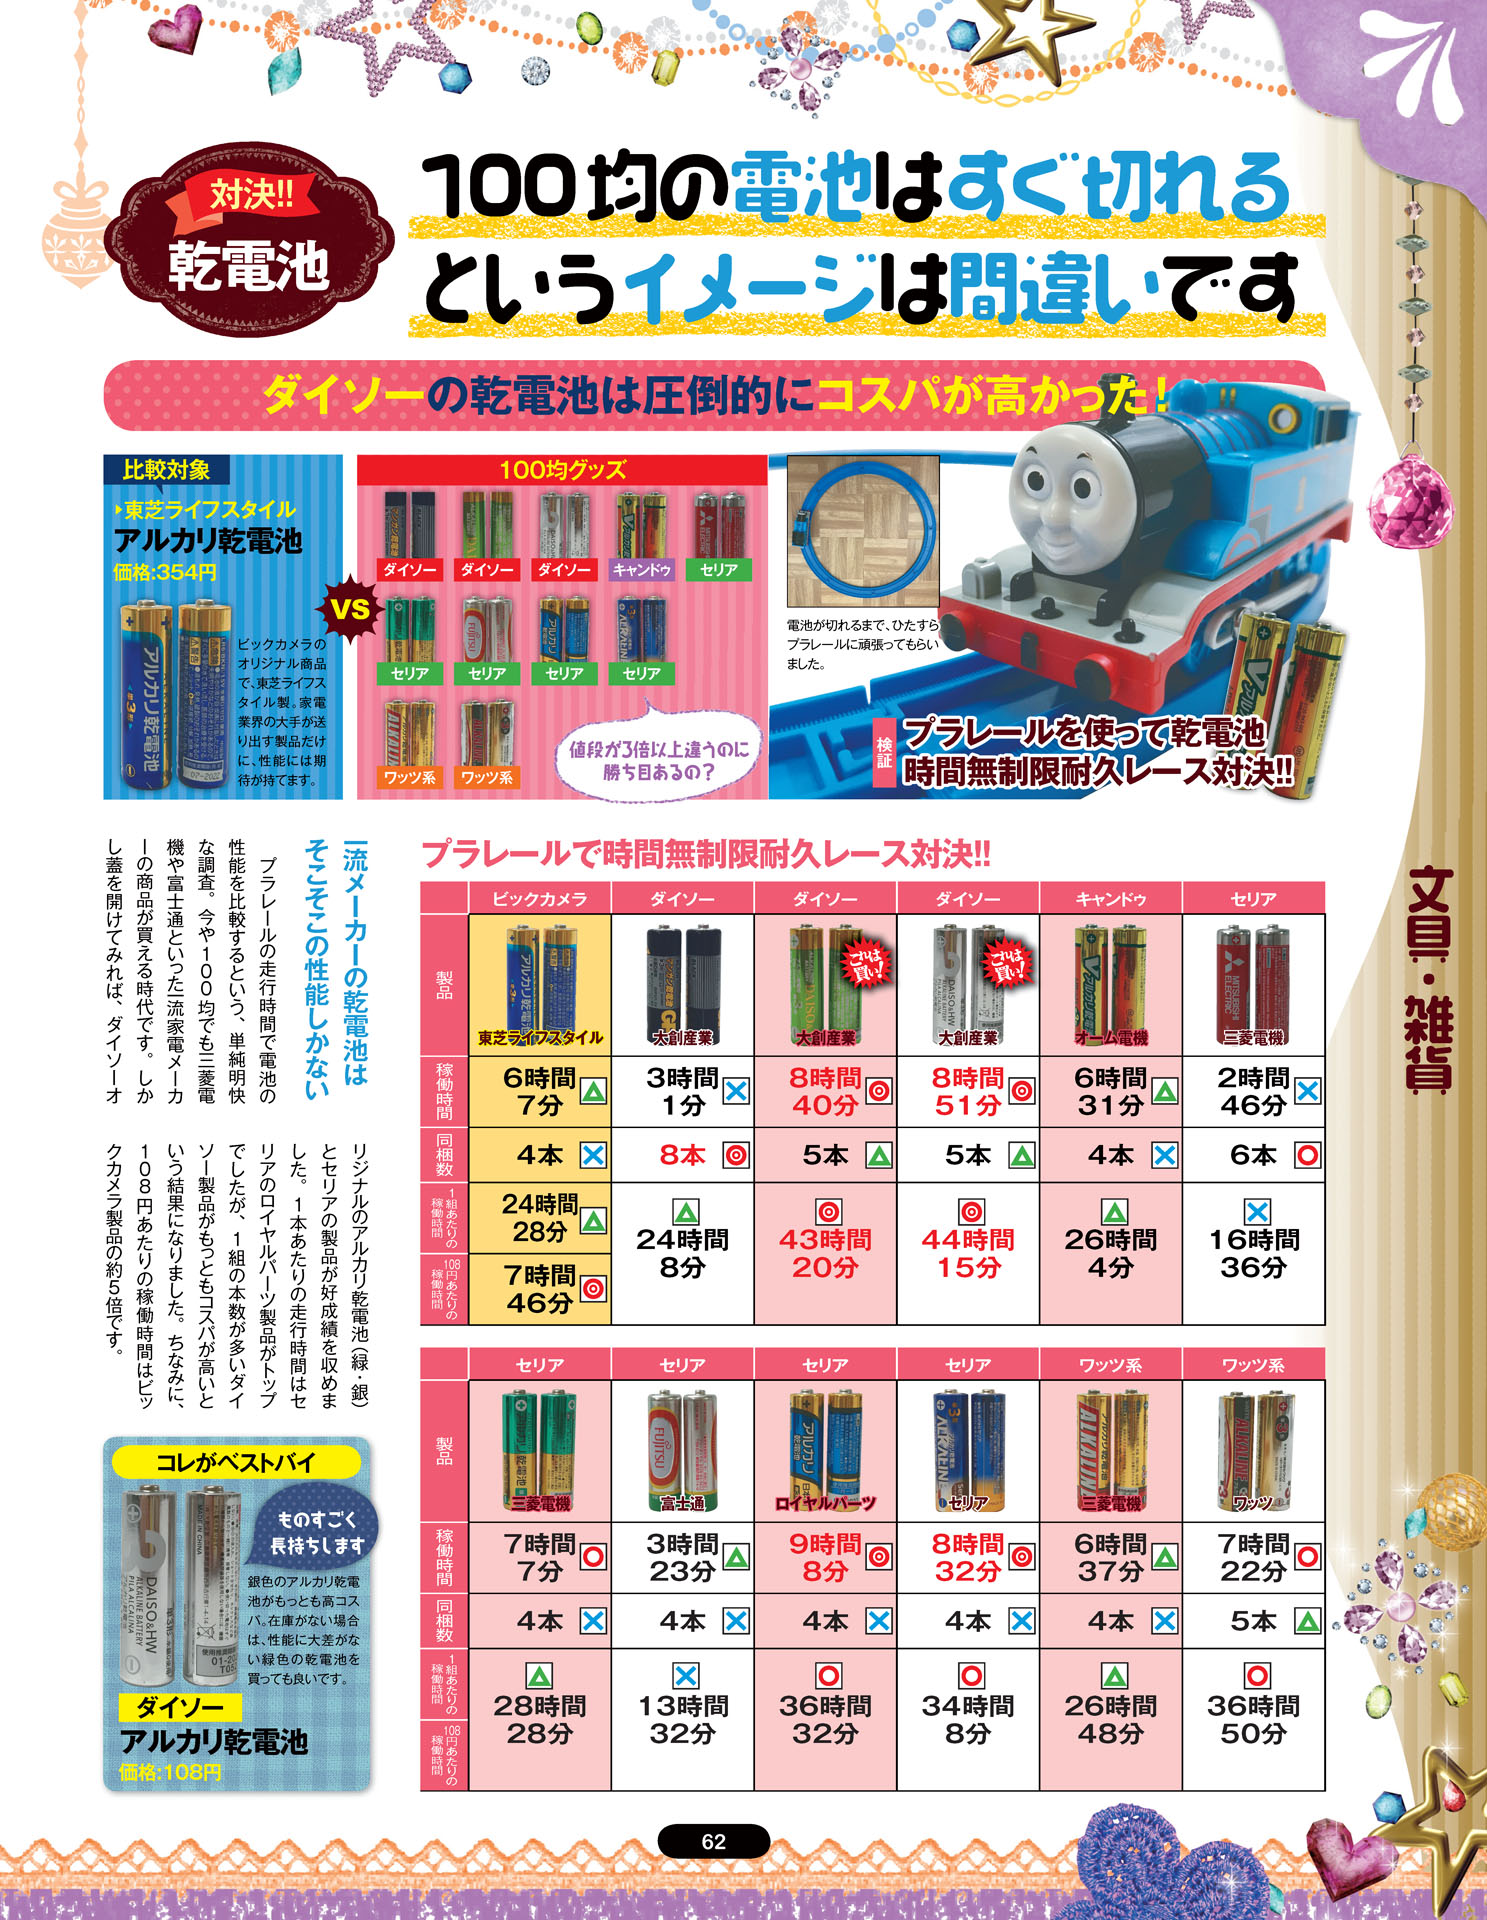 対決!!
乾電池
100均の電池はすぐ切れる
というイメージは間違いです
ダイソーの乾電池は圧倒的にコスパが高かった！
比較対象
東芝ライフスタイル
アルカリ乾電池
価格:354円
ビックカメラの
オリジナル商品
で、東芝ライフス
タイル製。家電
業界の大手が送
り出す製品だけ
に、性能には期
待が持てます。
VS
100均グッズ
ダイソー
ダイソー
ダイソー
キャンドゥ
セリア
セリア
セリア
セリア
セリア
ワッツ系
ワッツ系
値段が3倍以上違うのに
勝ち目あるの？
電池が切れるまで、ひたすら
プラレールに頑張ってもらい
ました。
検証
プラレールを使って乾電池
時間無制限耐久レース対決!!
一流メーカーの乾電池は
そこそこの性能しかない
プラレールの走行時間で電池の
性能を比較するという、単純明快
な調査。今や100均でも三菱電
機や富士通といった一流家電メーカ
ーの商品が買える時代です。しか
し蓋を開けてみれば、ダイソーオ
リジナルのアルカリ乾電池（緑・銀）
とセリアの製品が好成績を収めま
した。1本あたりの走行時間はセ
リアのロイヤルパーツ製品がトップ
でしたが、1組の本数が多いダイ
ソー製品がもっともコスパが高いと
いう結果になりました。ちなみに、
108円あたりの稼働時間はビッ
クカメラ製品の約5倍です。
プラレールで時間無制限耐久レース対決!!
ビックカメラ ダイソー ダイソー ダイソー キャンドゥ セリア
製品
これは買い！
これは買い！
東芝ライフスタイル 大創産業 大創産業 大創産業 オーム電機 三菱電機
稼働時間
6時間7分 3時間1分 8時間40分 8時間51分 6時間31分 2時間46分
同梱数
4本 8本 5本 5本 4本 6本
1組あたりの稼働時間
24時間28分
108円あたりの稼働時間
7時間46分
24時間8分 43時間20分 44時間15分 26時間4分 16時間36分
セリア セリア セリア セリア ワッツ系 ワッツ系
製品
三菱電機 富士通 ロイヤルパーツ セリア 三菱電機 ワッツ
稼働時間
7時間7分 3時間23分 9時間8分 8時間32分 6時間37分 7時間22分
同梱数
4本 4本 4本 4本 4本 5本
1組あたりの稼働時間
108円あたりの稼働時間
28時間28分 13時間32分 36時間32分 34時間8分 26時間48分 36時間50分
コレがベストバイ
ものすごく
長持ちします
銀色のアルカリ乾電
池がもっとも高コス
パ。在庫がない場合
は、性能に大差がな
い緑色の乾電池を
買っても良いです。
DAISO&HW
ALKALINE BATTERY
PILA ALCALINA
MADE IN CHINA
ダイソー
アルカリ乾電池
価格:108円
文具・雑貨
62